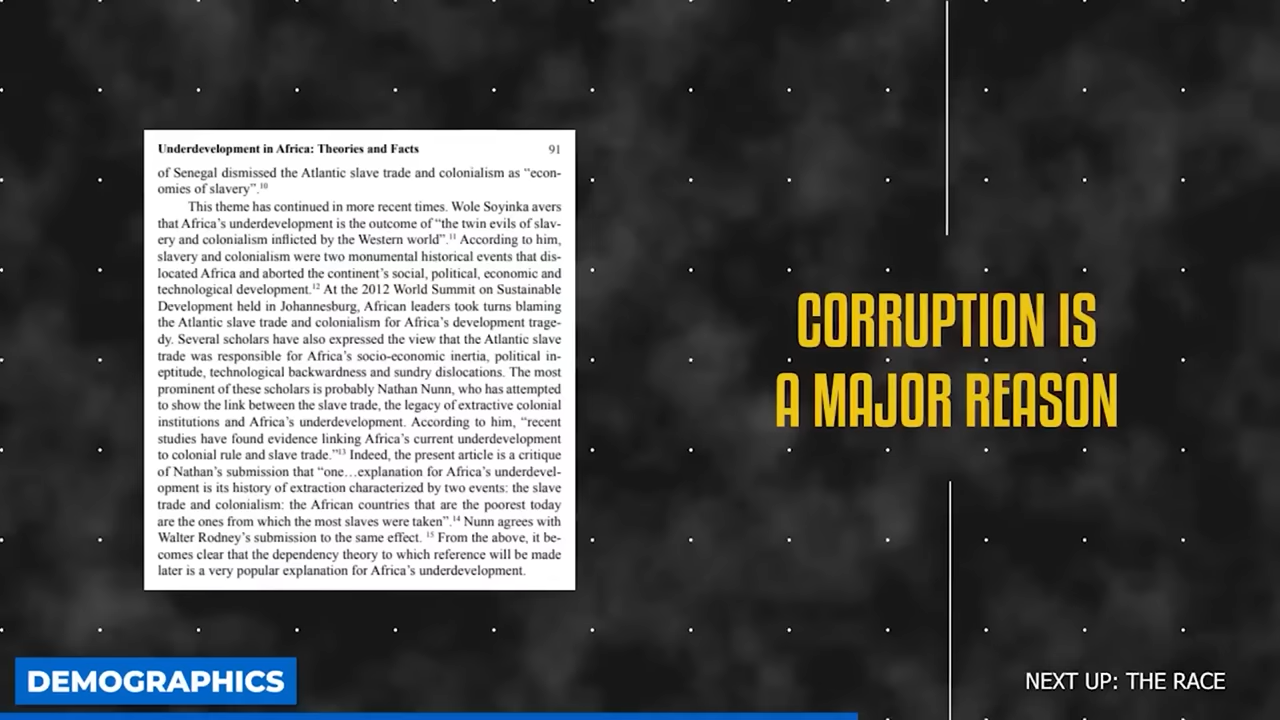 Underdevelopment in Africa: Theories and Facts 91
of Senegal dismissed the Atlantic slave trade and colonialism as “econ-
omies of slavery”.10
This theme has continued in more recent times. Wole Soyinka avers
that Africa’s underdevelopment is the outcome of “the twin evils of slav-
ery and colonialism inflicted by the Western world”.11 According to him,
slavery and colonialism were two monumental historical events that dis-
located Africa and aborted the continent’s social, political, economic and
technological development.12 At the 2012 World Summit on Sustainable
Development held in Johannesburg, African leaders took turns blaming
the Atlantic slave trade and colonialism for Africa’s development trage-
dy. Several scholars have also expressed the view that the Atlantic slave
trade was responsible for Africa’s socio-economic inertia, political in-
eptitude, technological backwardness and sundry dislocations. The most
prominent of these scholars is probably Nathan Nunn, who has attempted
to show the link between the slave trade, the legacy of extractive colonial
institutions and Africa’s underdevelopment. According to him, “recent
studies have found evidence linking Africa’s current underdevelopment
to colonial rule and slave trade.”13 Indeed, the present article is a critique
of Nathan’s submission that “one…explanation for Africa’s underdevel-
opment is its history of extraction characterized by two events: the slave
trade and colonialism: the African countries that are the poorest today
are the ones from which the most slaves were taken”.14 Nunn agrees with
Walter Rodney’s submission to the same effect. 15 From the above, it be-
comes clear that the dependency theory to which reference will be made
later is a very popular explanation for Africa’s underdevelopment.
CORRUPTION IS
A MAJOR REASON
DEMOGRAPHICS
NEXT UP: THE RACE